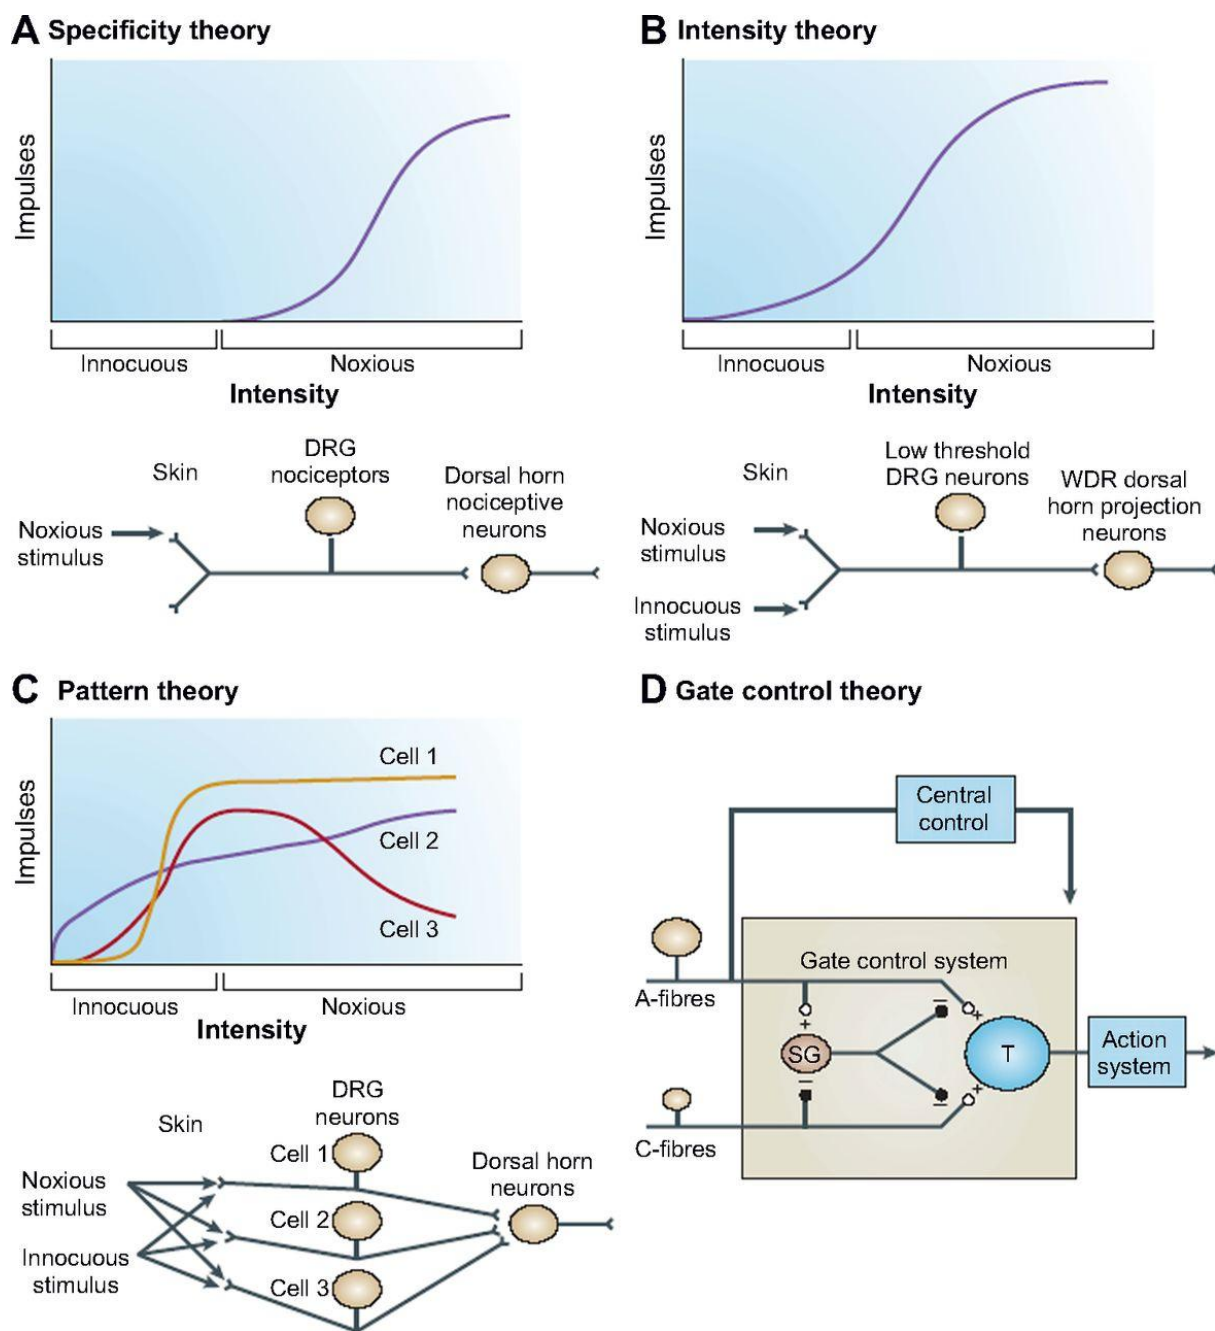 A Specificity theory
Impulses
Innocuous
Noxious
Intensity
Skin
DRG
nociceptors
Dorsal horn
nociceptive
neurons
Noxious
stimulus
B Intensity theory
Impulses
Innocuous
Noxious
Intensity
Skin
Low threshold
DRG neurons
WDR dorsal
horn projection
neurons
Noxious
stimulus
Innocuous
stimulus
C Pattern theory
Impulses
Cell 1
Cell 2
Cell 3
Innocuous
Noxious
Intensity
Skin
DRG
neurons
Cell 1
Cell 2
Cell 3
Dorsal horn
neurons
Noxious
stimulus
Innocuous
stimulus
D Gate control theory
Central
control
Gate control system
A-fibres
+
–
+
SG
T
Action
system
–
–
+
C-fibres